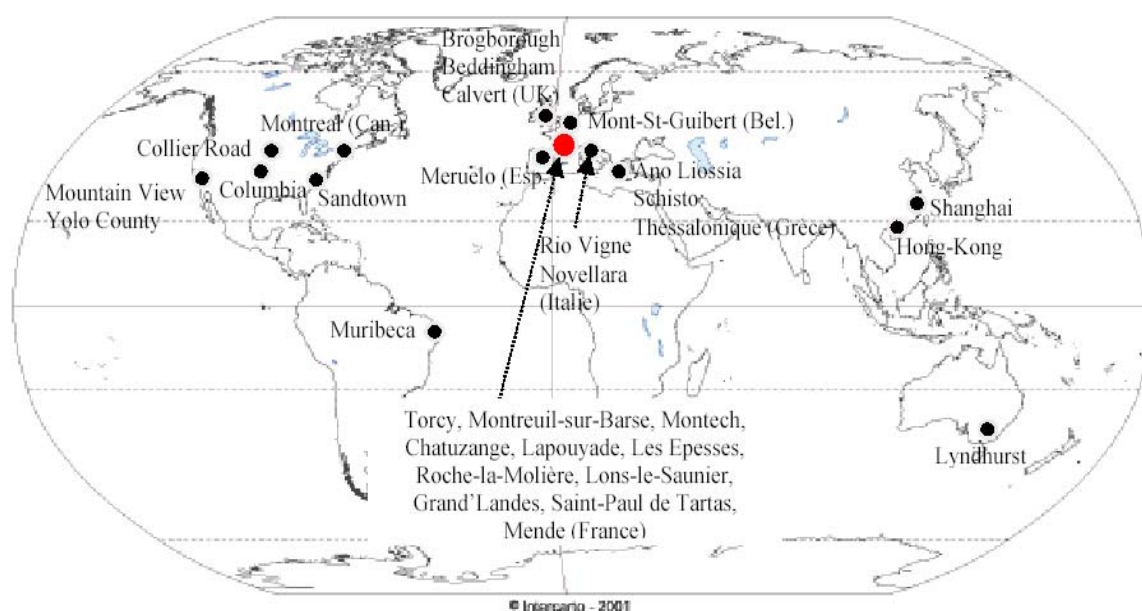 Brogborough
Beddingham
Calvert (UK)
Montreal (Can.)
Mont-St-Guibert (Bel.)
Collier Road
Meruelo (Esp.
Ano Liossia
Mountain View
Columbia
Sandtown
Schisto
Shanghai
Yolo County
Thessalonique (Grèce)
Rio Vigne
Hong-Kong
Novellara
(Italie)
Muribeca
Torcy, Montreuil-sur-Barse, Montech,
Chatuzange, Lapouyade, Les Epesses,
Roche-la-Molière, Lons-le-Saunier,
Grand'Landes, Saint-Paul de Tartas,
Mende (France)
Lyndhurst
© Intercarto - 2001